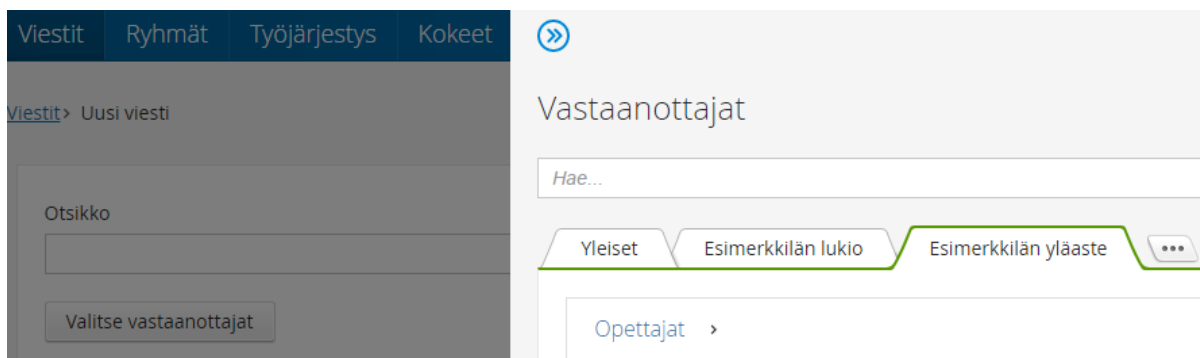 Viestit Ryhmät Työjärjestys Kokeet
Viestit> Uusi viesti
Otsikko
Valitse vastaanottajat
Vastaanottajat
Hae...
Yleiset Esimerkkilän lukio Esimerkkilän yläaste •••
Opettajat >